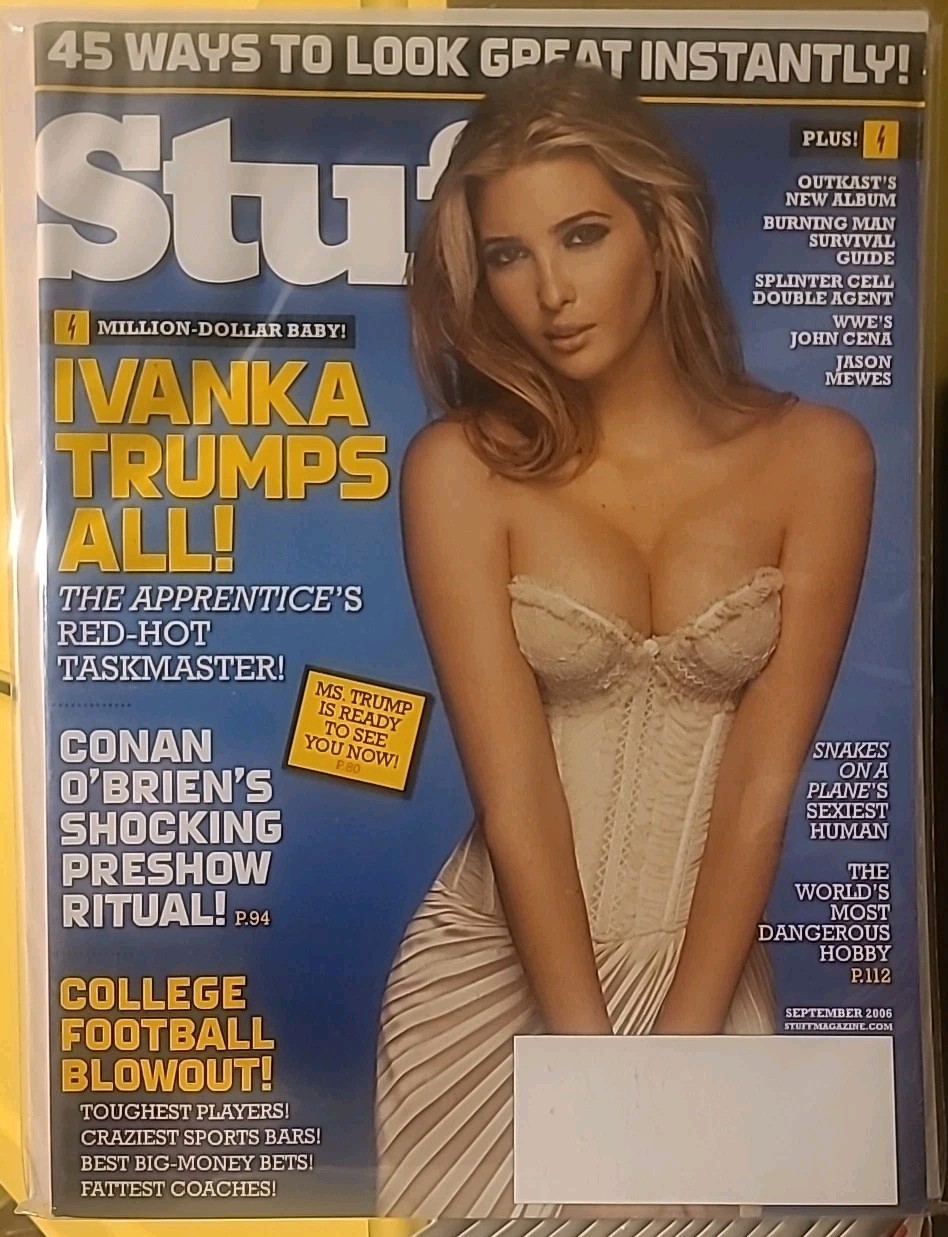 45 WAYS TO LOOK GREAT INSTANTLY!
Stuff
PLUS!
OUTKAST'S
NEW ALBUM
BURNING MAN
SURVIVAL
GUIDE
SPLINTER CELL
DOUBLE AGENT
WWE'S
JOHN CENA
JASON
MEWES
MILLION-DOLLAR BABY!
IVANKA
TRUMPS
ALL!
THE APPRENTICE'S
RED-HOT
TASKMASTER!
MS. TRUMP
IS READY
TO SEE
YOU NOW!
P.80
CONAN
O'BRIEN'S
SHOCKING
PRESHOW
RITUAL! P.94
COLLEGE
FOOTBALL
BLOWOUT!
TOUGHEST PLAYERS!
CRAZIEST SPORTS BARS!
BEST BIG-MONEY BETS!
FATTEST COACHES!
SNAKES
ON A
PLANE'S
SEXIEST
HUMAN
THE
WORLD'S
MOST
DANGEROUS
HOBBY
P.112
SEPTEMBER 2006
STUFFMAGAZINE.COM